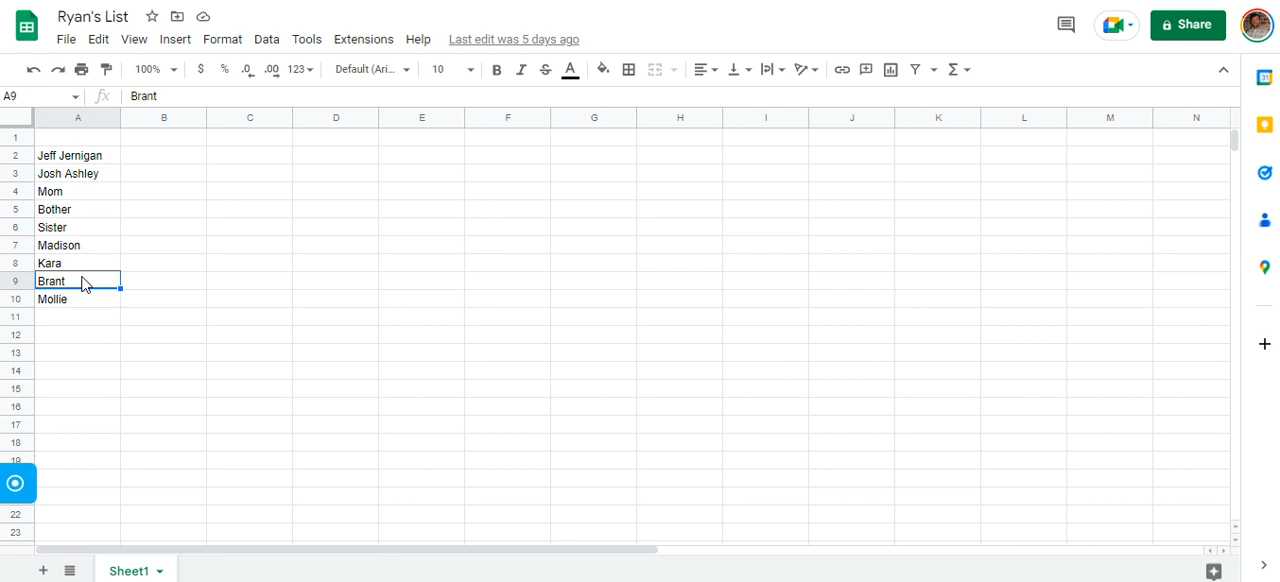 Ryan's List
File Edit View Insert Format Data Tools Extensions Help Last edit was 5 days ago
Share
100% $ % .0 .00 123 Default (Ari... 10 B I S A Σ
A9 fx Brant
A B C D E F G H I J K L M N
1
2 Jeff Jernigan
3 Josh Ashley
4 Mom
5 Bother
6 Sister
7 Madison
8 Kara
9 Brant
10 Mollie
11
12
13
14
15
16
17
18
19
22
23
+ Sheet1
31